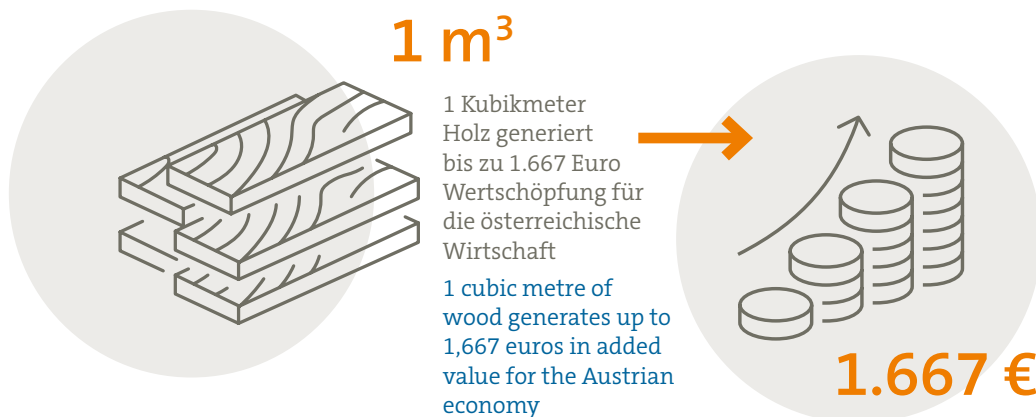 1 m³
1 Kubikmeter
Holz generiert
bis zu 1.667 Euro
Wertschöpfung für
die österreichische
Wirtschaft
1 cubic metre of
wood generates up to
1,667 euros in added
value for the Austrian
economy
1.667 €